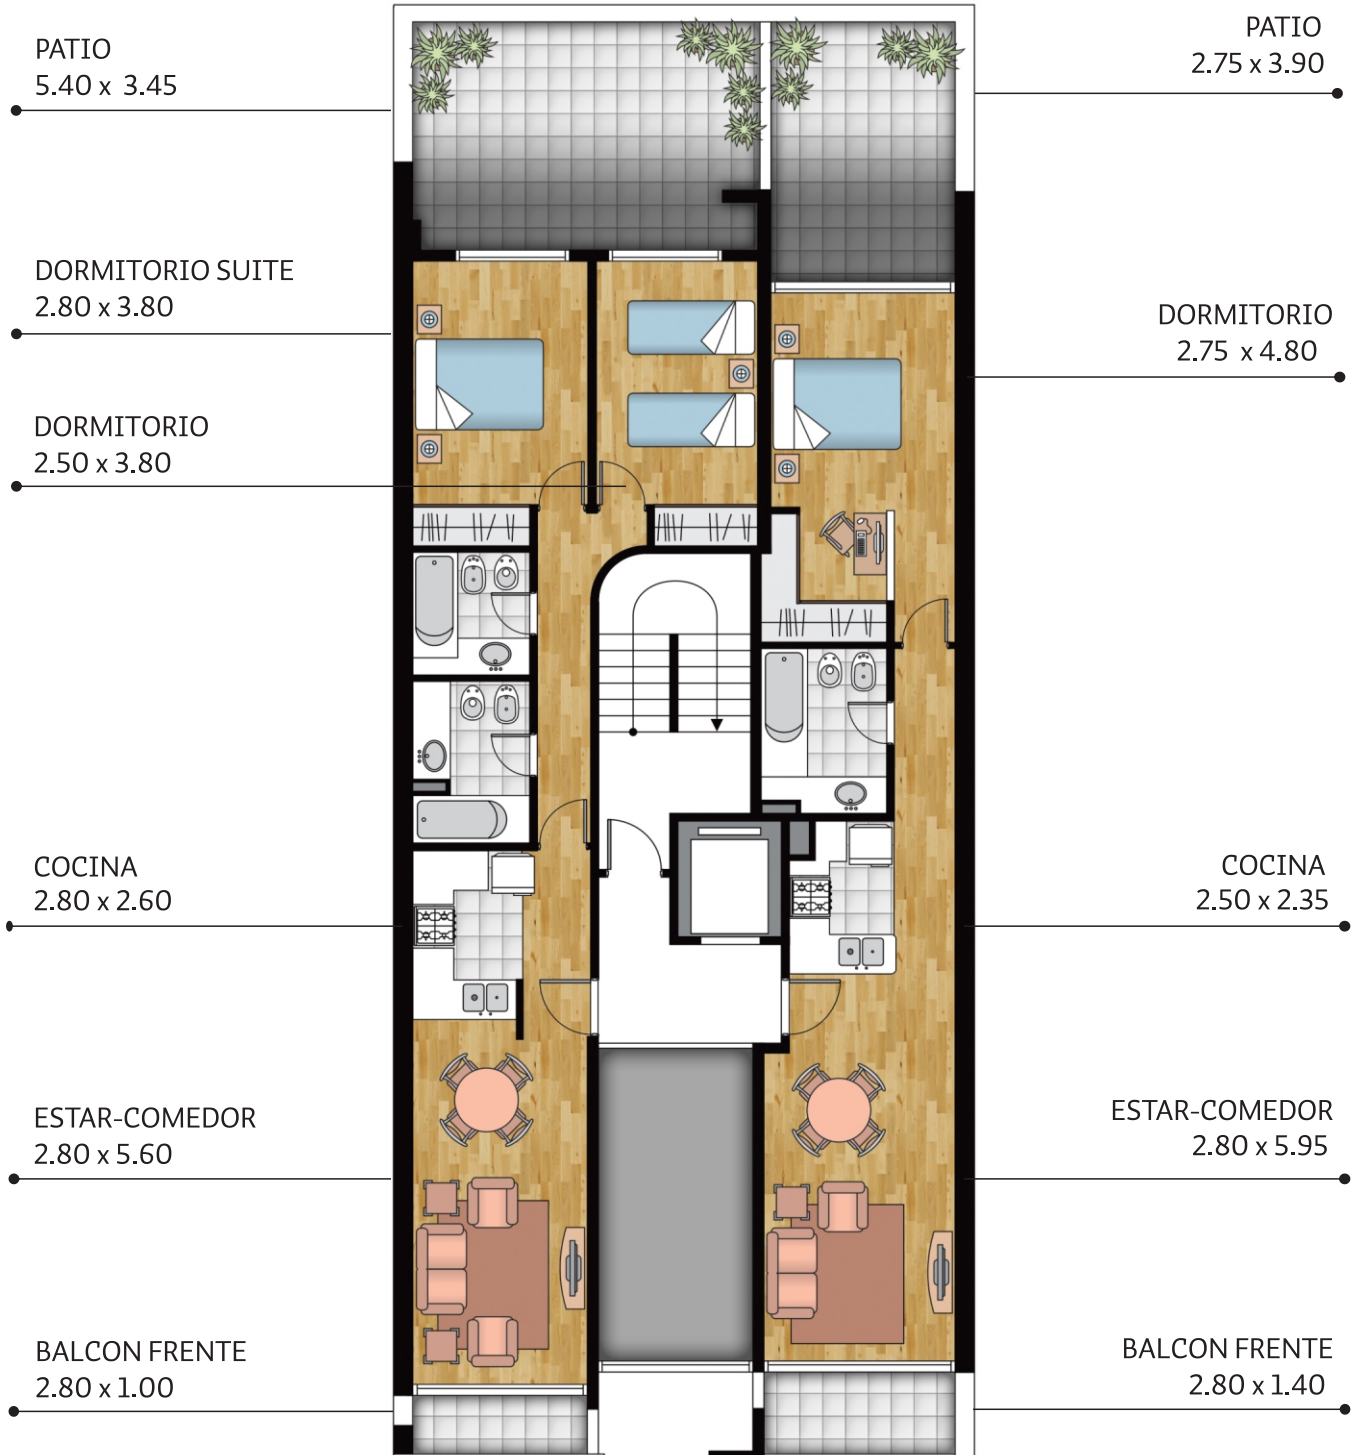 PATIO
5.40 x 3.45
DORMITORIO SUITE
2.80 x 3.80
DORMITORIO
2.50 x 3.80
COCINA
2.80 x 2.60
ESTAR-COMEDOR
2.80 x 5.60
BALCON FRENTE
2.80 x 1.00
PATIO
2.75 x 3.90
DORMITORIO
2.75 x 4.80
COCINA
2.50 x 2.35
ESTAR-COMEDOR
2.80 x 5.95
BALCON FRENTE
2.80 x 1.40